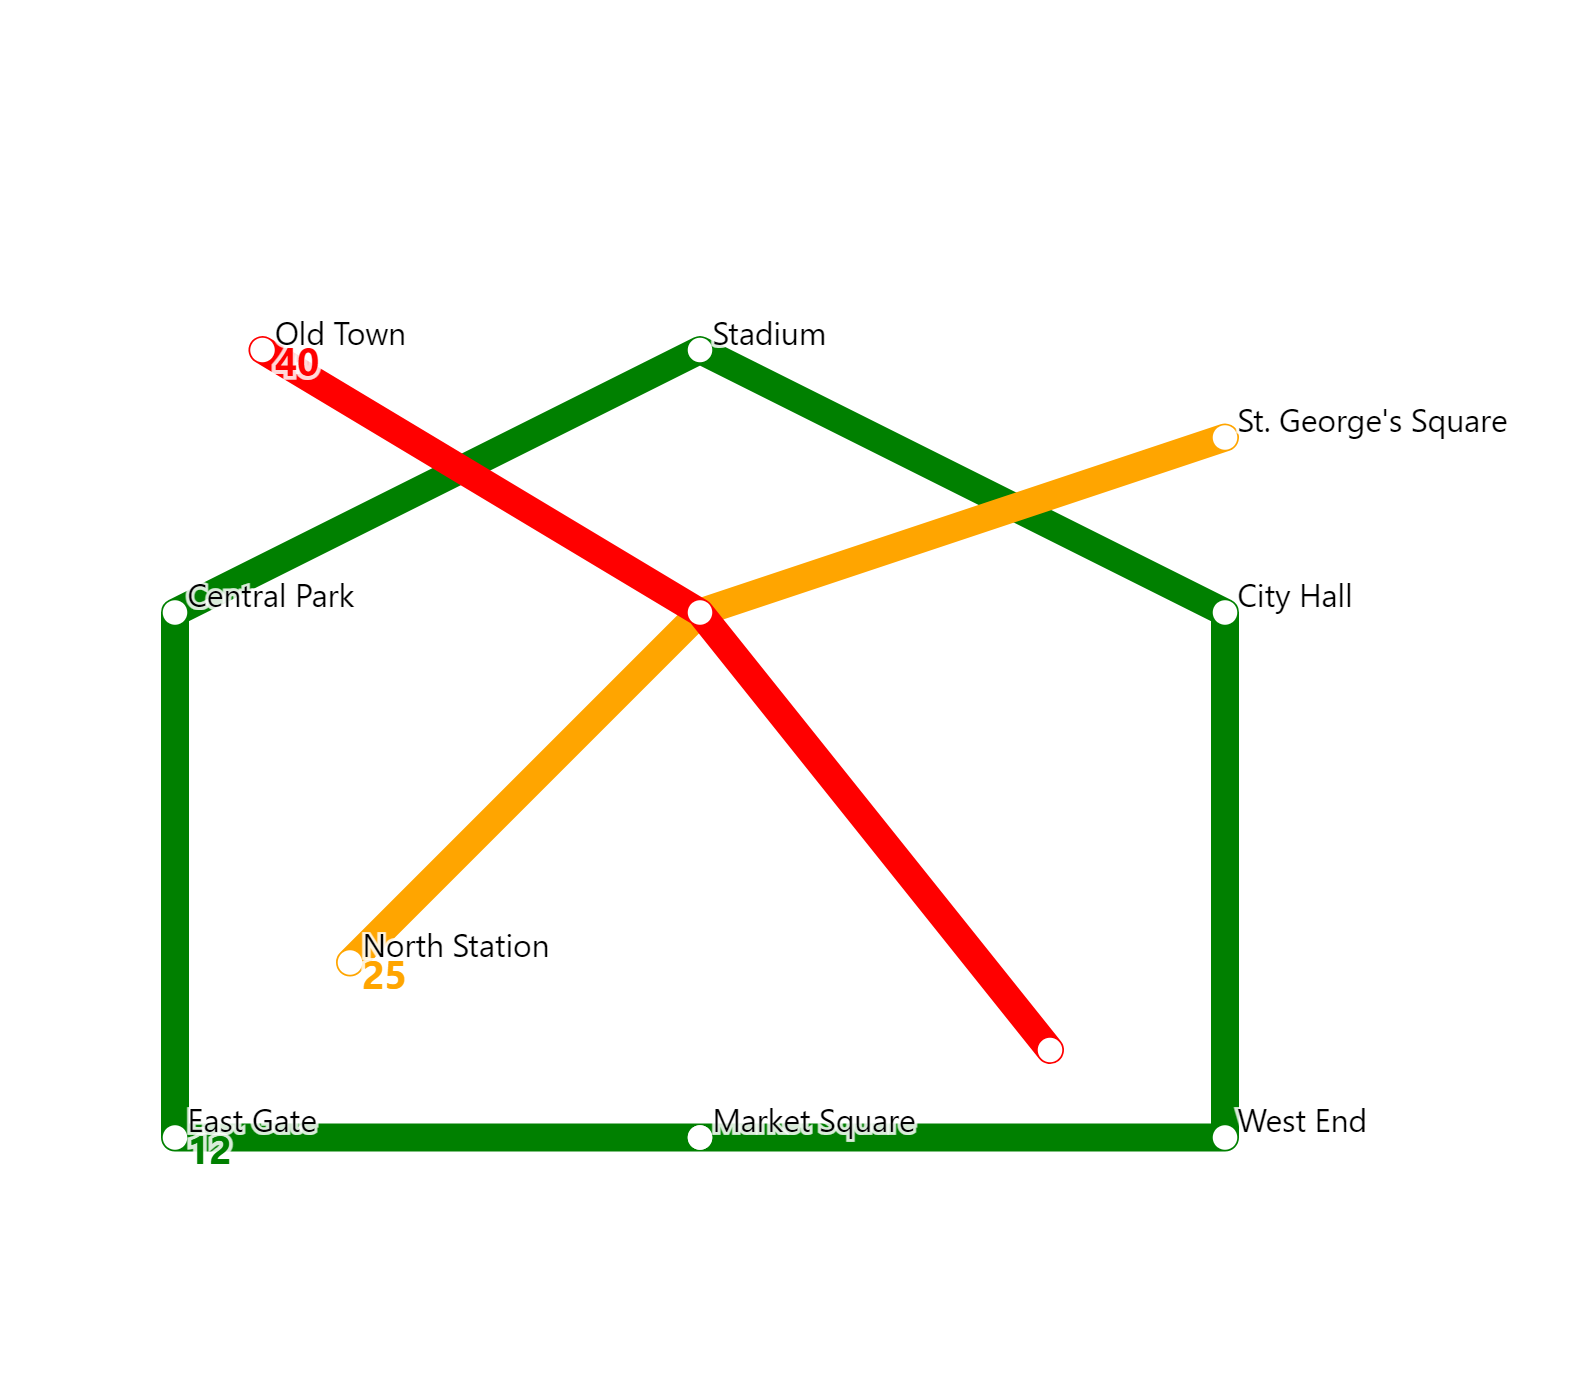 Old Town
40
Stadium
St. George's Square
Central Park
City Hall
North Station
25
East Gate
12
Market Square
West End